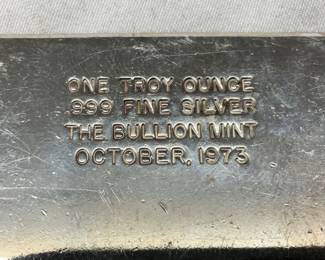 ONE TROY OUNCE
.999 FINE SILVER
THE BULLION MINT
OCTOBER, 1973